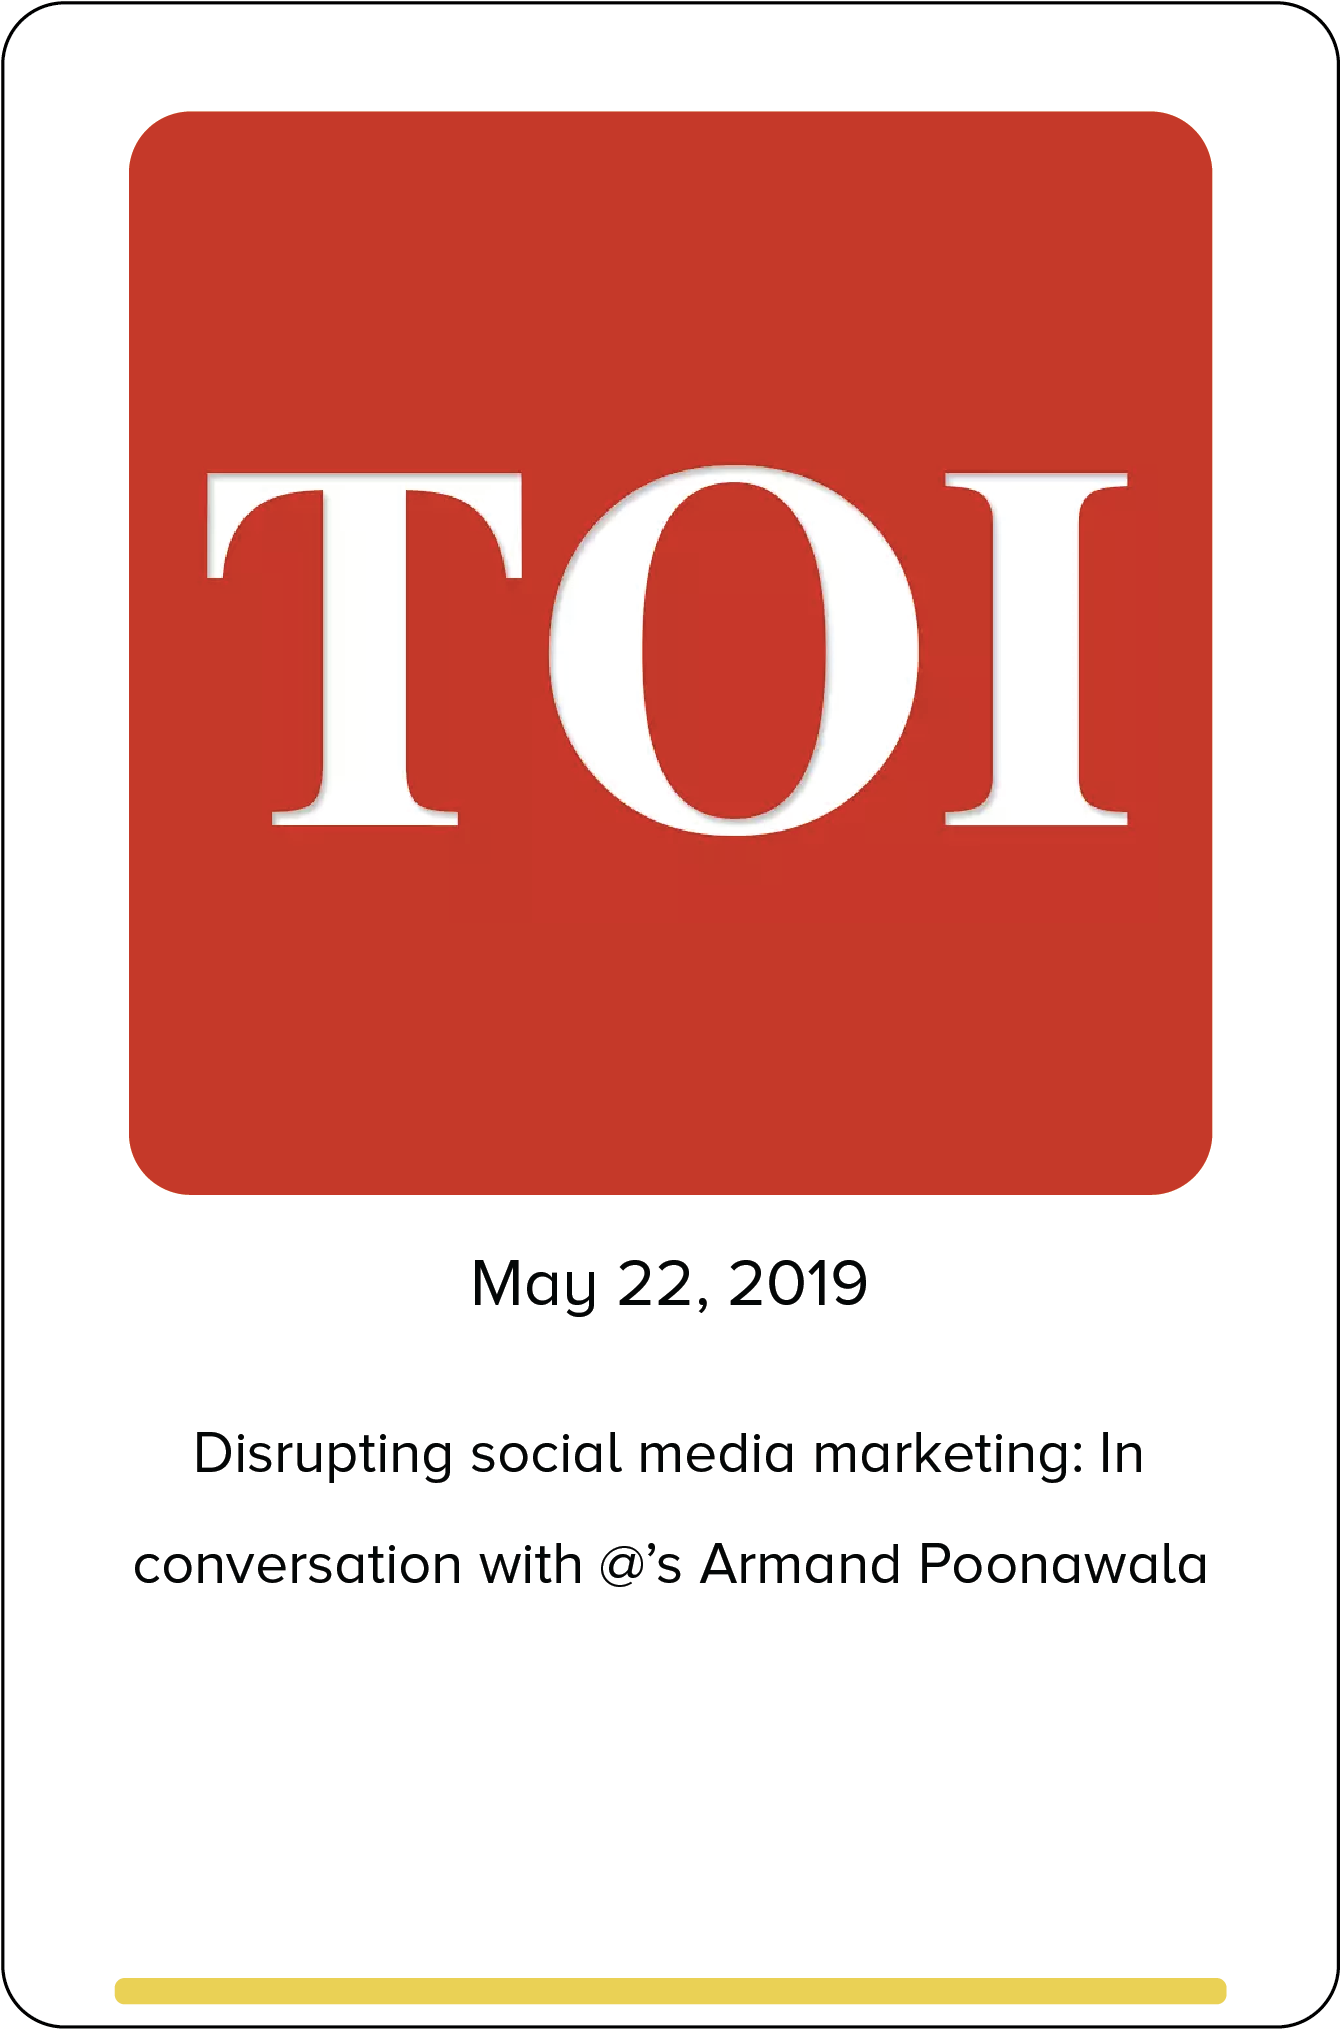 TOI
May 22, 2019
Disrupting social media marketing: In
conversation with @’s Armand Poonawala